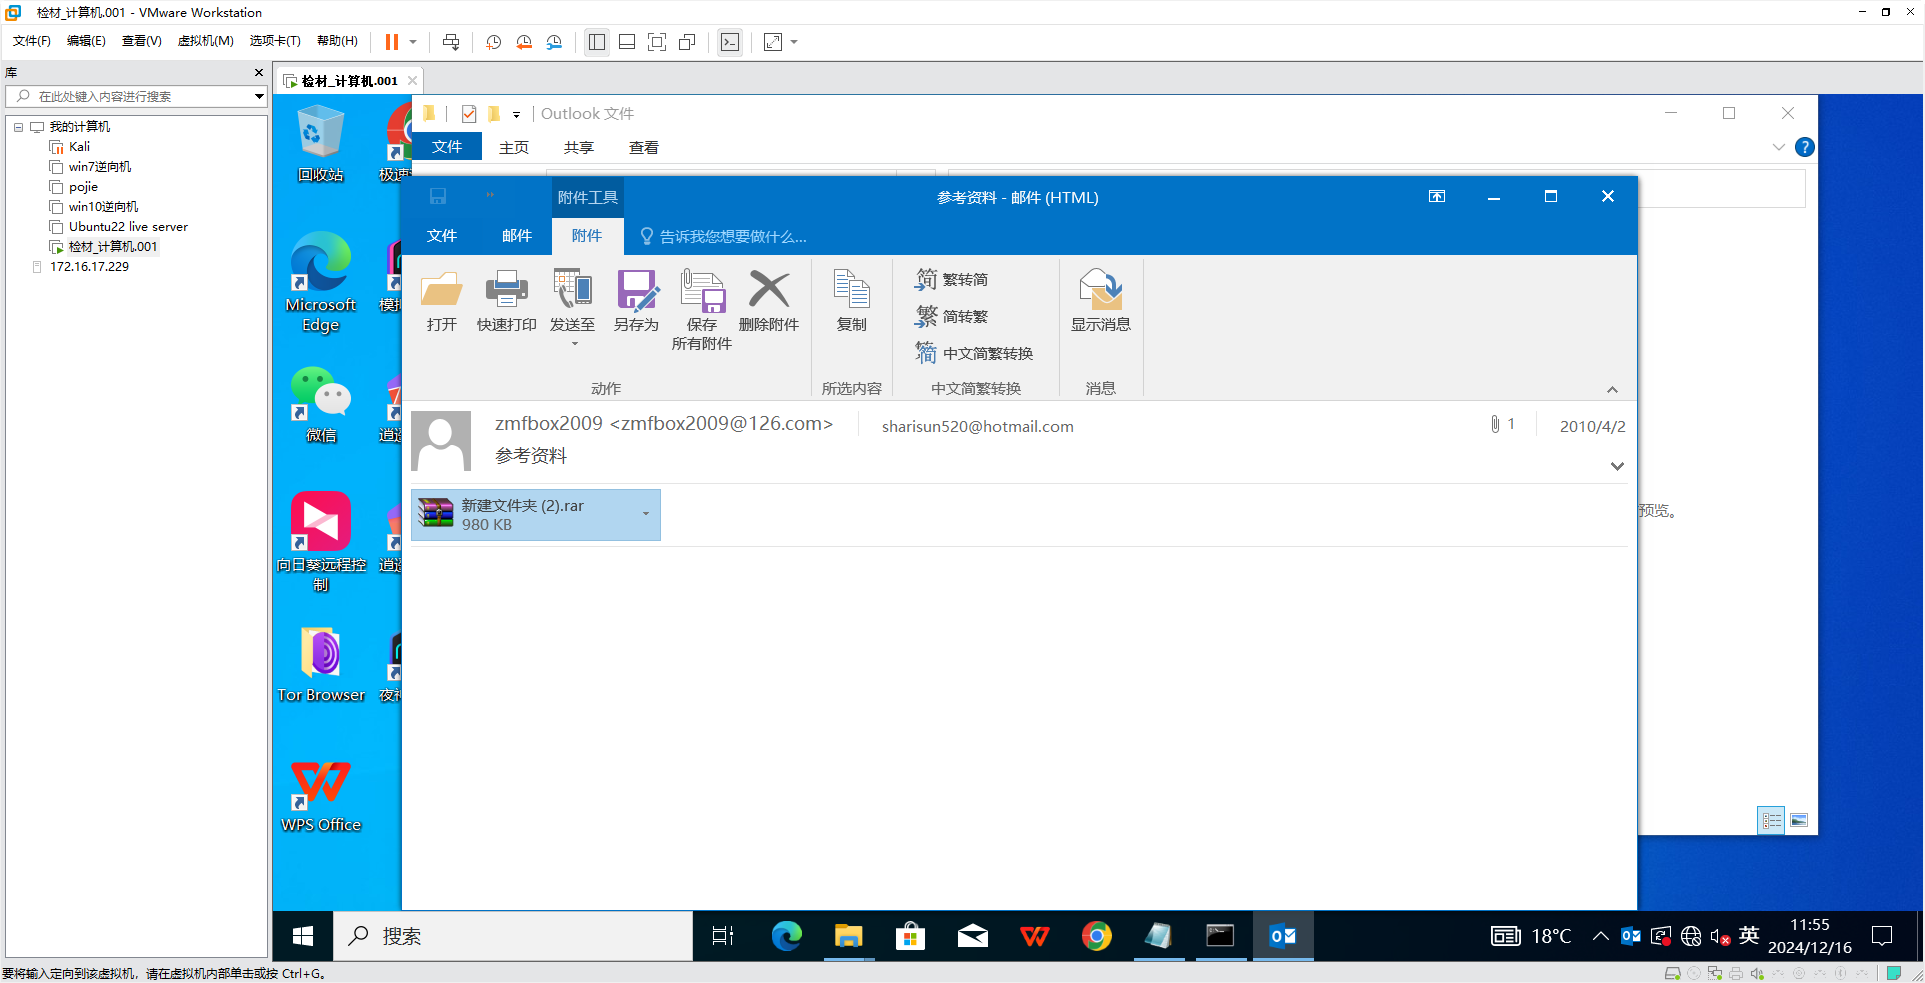 检材_计算机.001 - VMware Workstation
文件(F) 编辑(E) 查看(V) 虚拟机(M) 选项卡(T) 帮助(H)
库
在此处键入内容进行搜索
我的计算机
Kali
win7逆向机
pojie
win10逆向机
Ubuntu22 live server
检材_计算机.001
172.16.17.229
检材_计算机.001
回收站
Microsoft
Edge
微信
向日葵远程控
制
Tor Browser
WPS Office
极速
模拟
逍遥
逍遥
夜神
Outlook 文件
文件 主页 共享 查看
附件工具
参考资料 - 邮件 (HTML)
文件 邮件 附件 告诉我您想要做什么...
打开 快速打印 发送至 另存为 保存 删除附件 复制
所有附件
简 繁转简
繁 简转繁
中文简繁转换
显示消息
动作 所选内容 中文简繁转换 消息
zmfbox2009 <zmfbox2009@126.com> sharisun520@hotmail.com 1 2010/4/2
参考资料
新建文件夹 (2).rar
980 KB
预览。
搜索
18°C 英 11:55
2024/12/16
要将输入定向到该虚拟机，请在虚拟机内部单击或按 Ctrl+G。